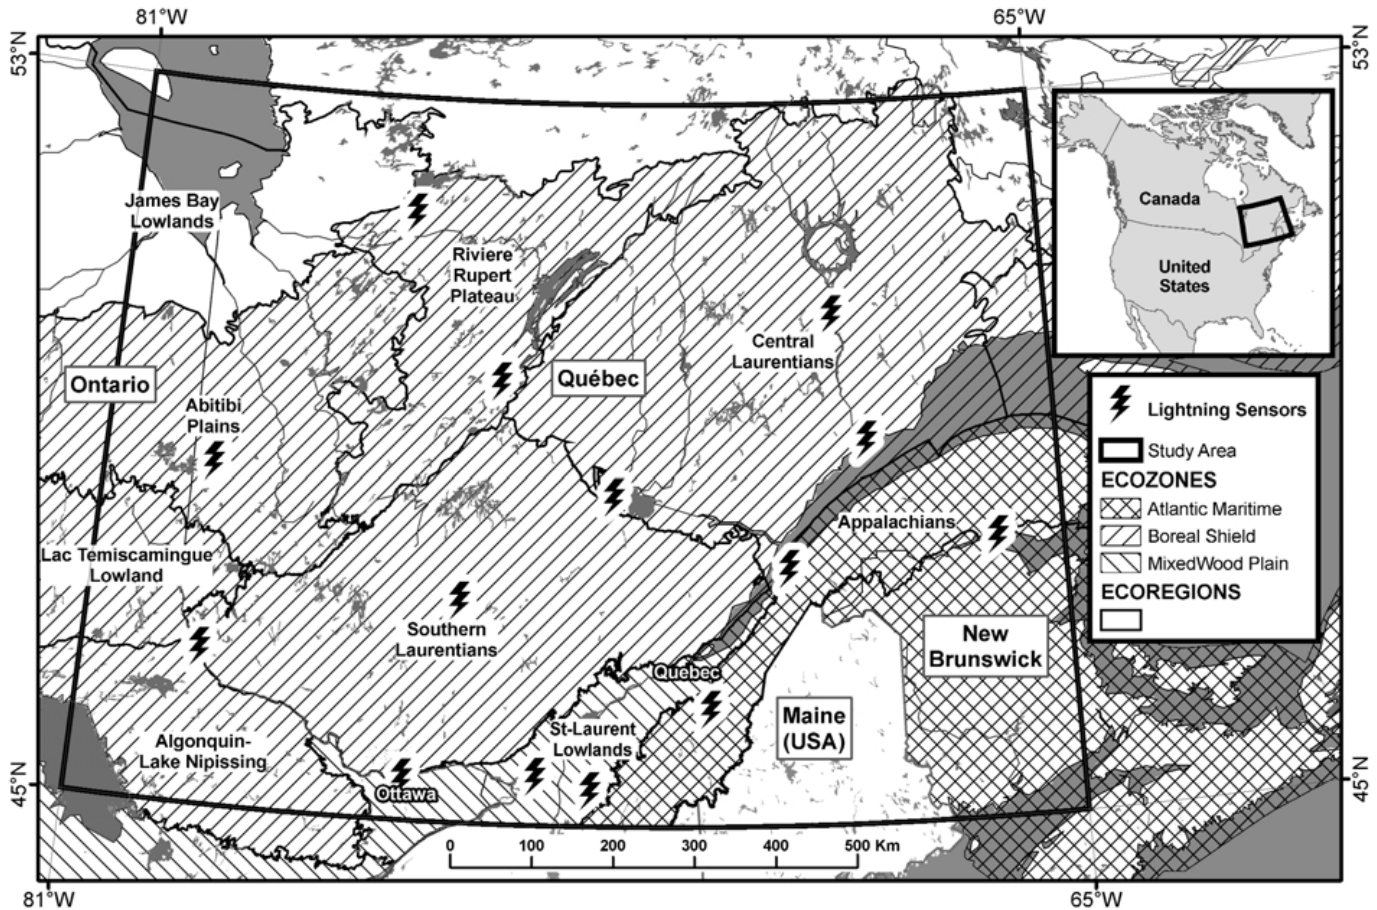 81°W
65°W
53°N
53°N
James Bay
Lowlands
Riviere
Rupert
Plateau
Canada
United
States
Central
Laurentians
Ontario
Québec
Abitibi
Plains
Lightning Sensors
Study Area
ECOZONES
Atlantic Maritime
Boreal Shield
MixedWood Plain
ECOREGIONS
Appalachians
Lac Temiscamingue
Lowland
Southern
Laurentians
New
Brunswick
Quebec
Maine
(USA)
St-Laurent
Lowlands
Algonquin-
Lake Nipissing
Ottawa
45°N
45°N
0 100 200 300 400 500 Km
81°W
65°W